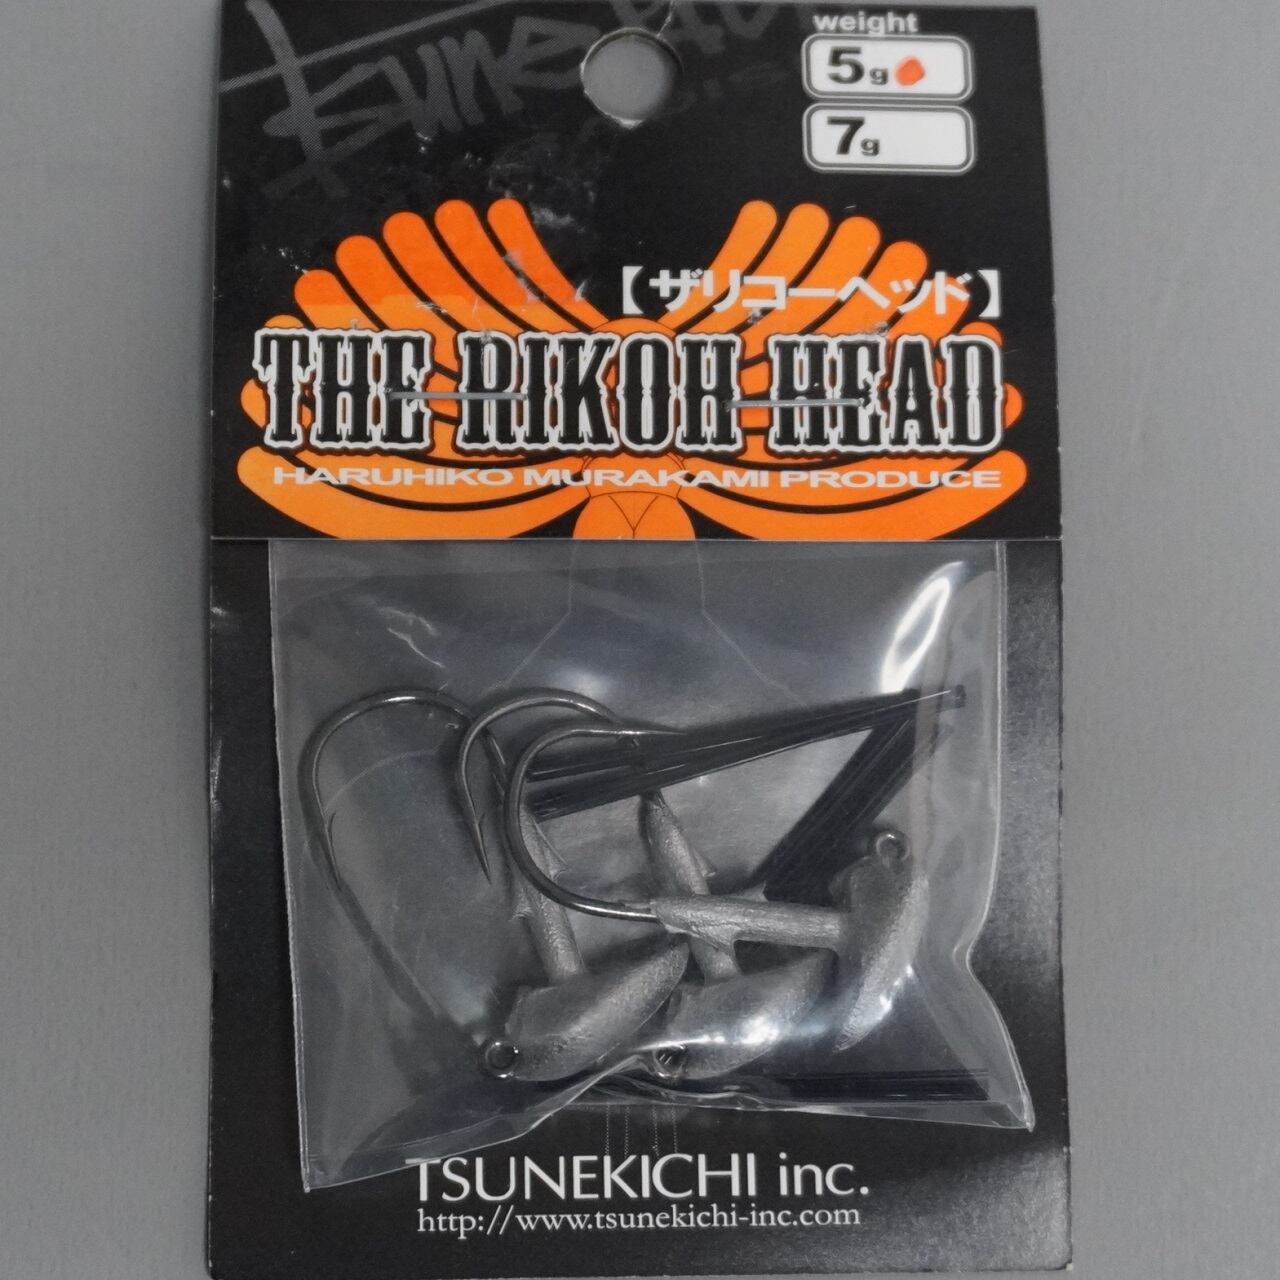 Tsune
weight
5g
7g
【ザリコーヘッド】
THE RIKOH HEAD
HARUHIKO MURAKAMI PRODUCE
TSUNEKICHI inc.
http://www.tsunekichi-inc.com